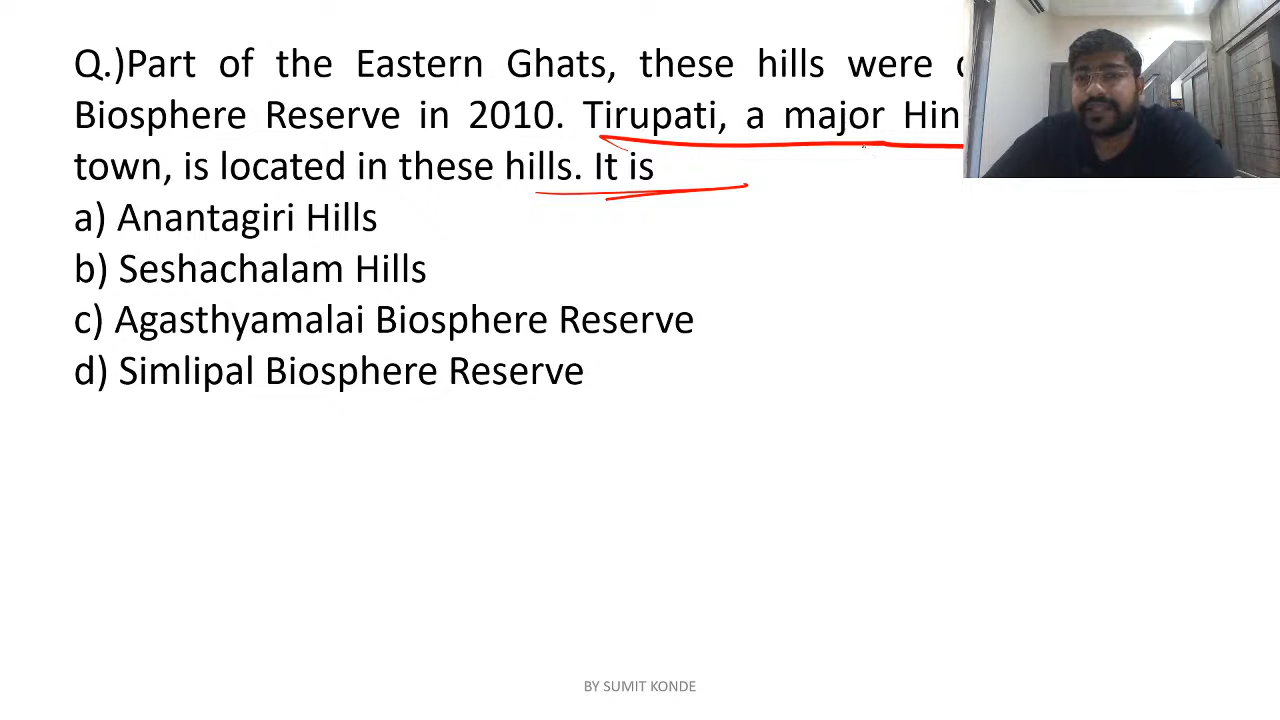 Q.)Part of the Eastern Ghats, these hills were
Biosphere Reserve in 2010. Tirupati, a major Hin
town, is located in these hills. It is
a) Anantagiri Hills
b) Seshachalam Hills
c) Agasthyamalai Biosphere Reserve
d) Simlipal Biosphere Reserve
BY SUMIT KONDE